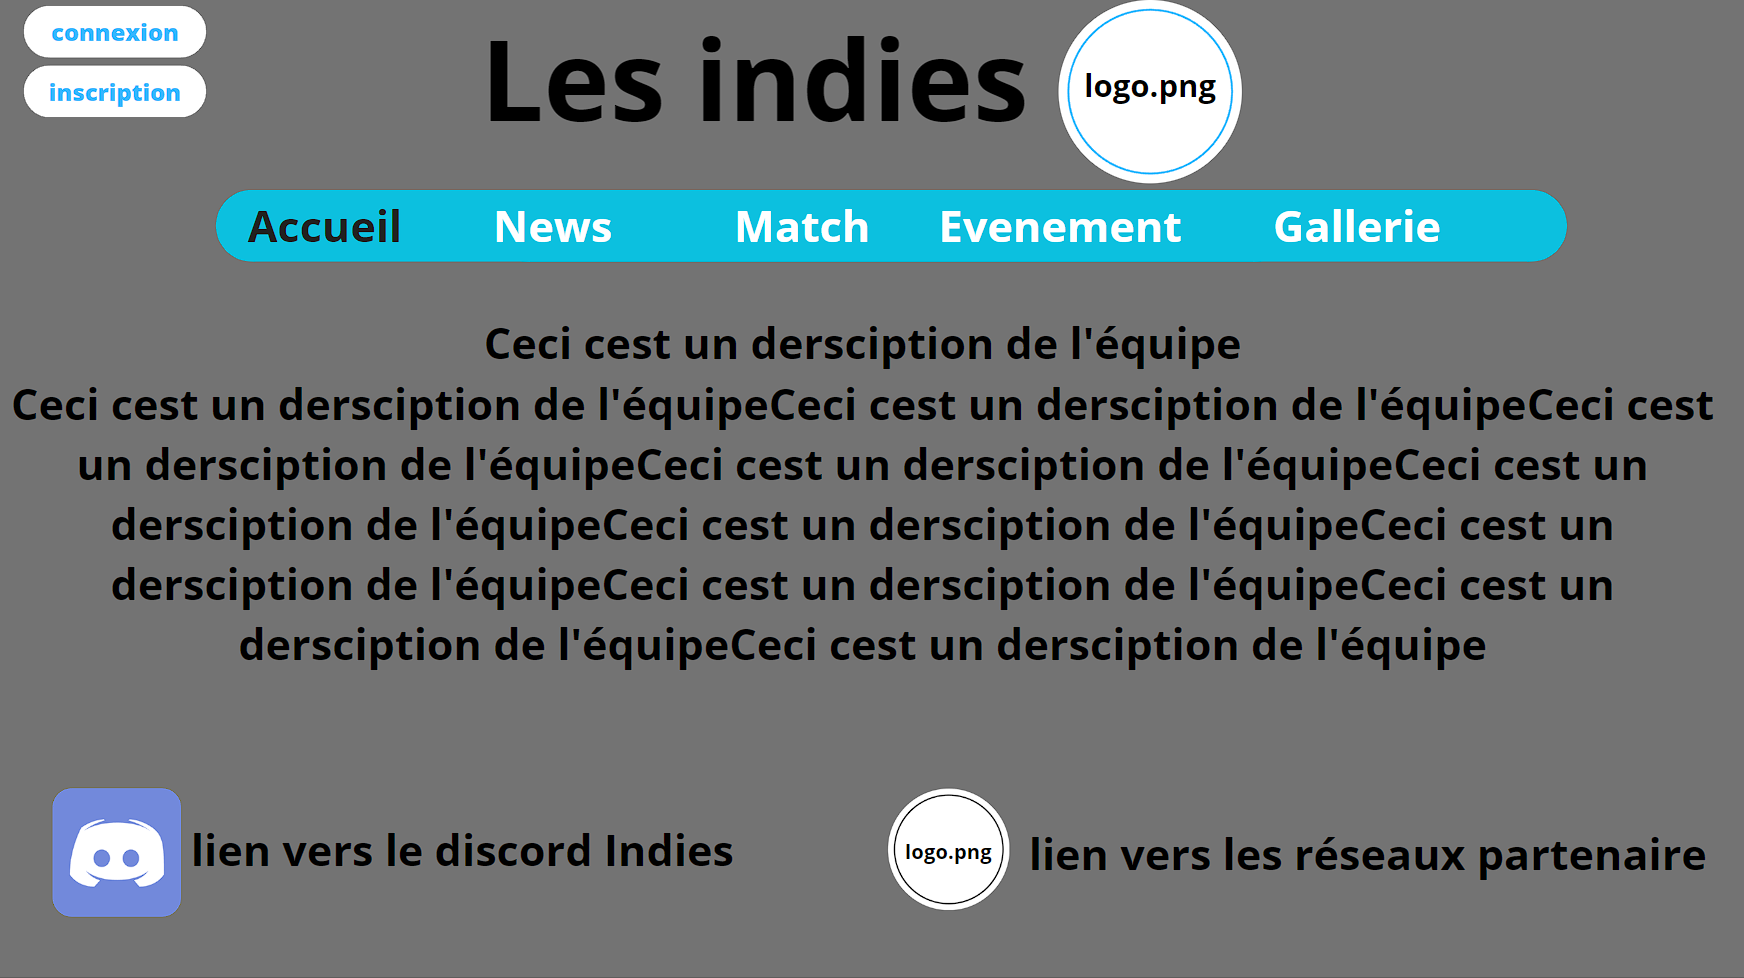 connexion
inscription
Les indies
logo.png
Accueil News Match Evenement Gallerie
Ceci cest un dersciption de l'équipe
Ceci cest un dersciption de l'équipeCeci cest un dersciption de l'équipeCeci cest
un dersciption de l'équipeCeci cest un dersciption de l'équipeCeci cest un
dersciption de l'équipeCeci cest un dersciption de l'équipeCeci cest un
dersciption de l'équipeCeci cest un dersciption de l'équipeCeci cest un
dersciption de l'équipeCeci cest un dersciption de l'équipe
lien vers le discord Indies
logo.png
lien vers les réseaux partenaire